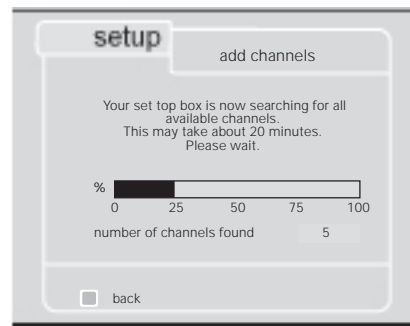 setup
add channels
Your set top box is now searching for all
available channels.
This may take about 20 minutes.
Please wait.
%
0 25 50 75 100
number of channels found 5
back